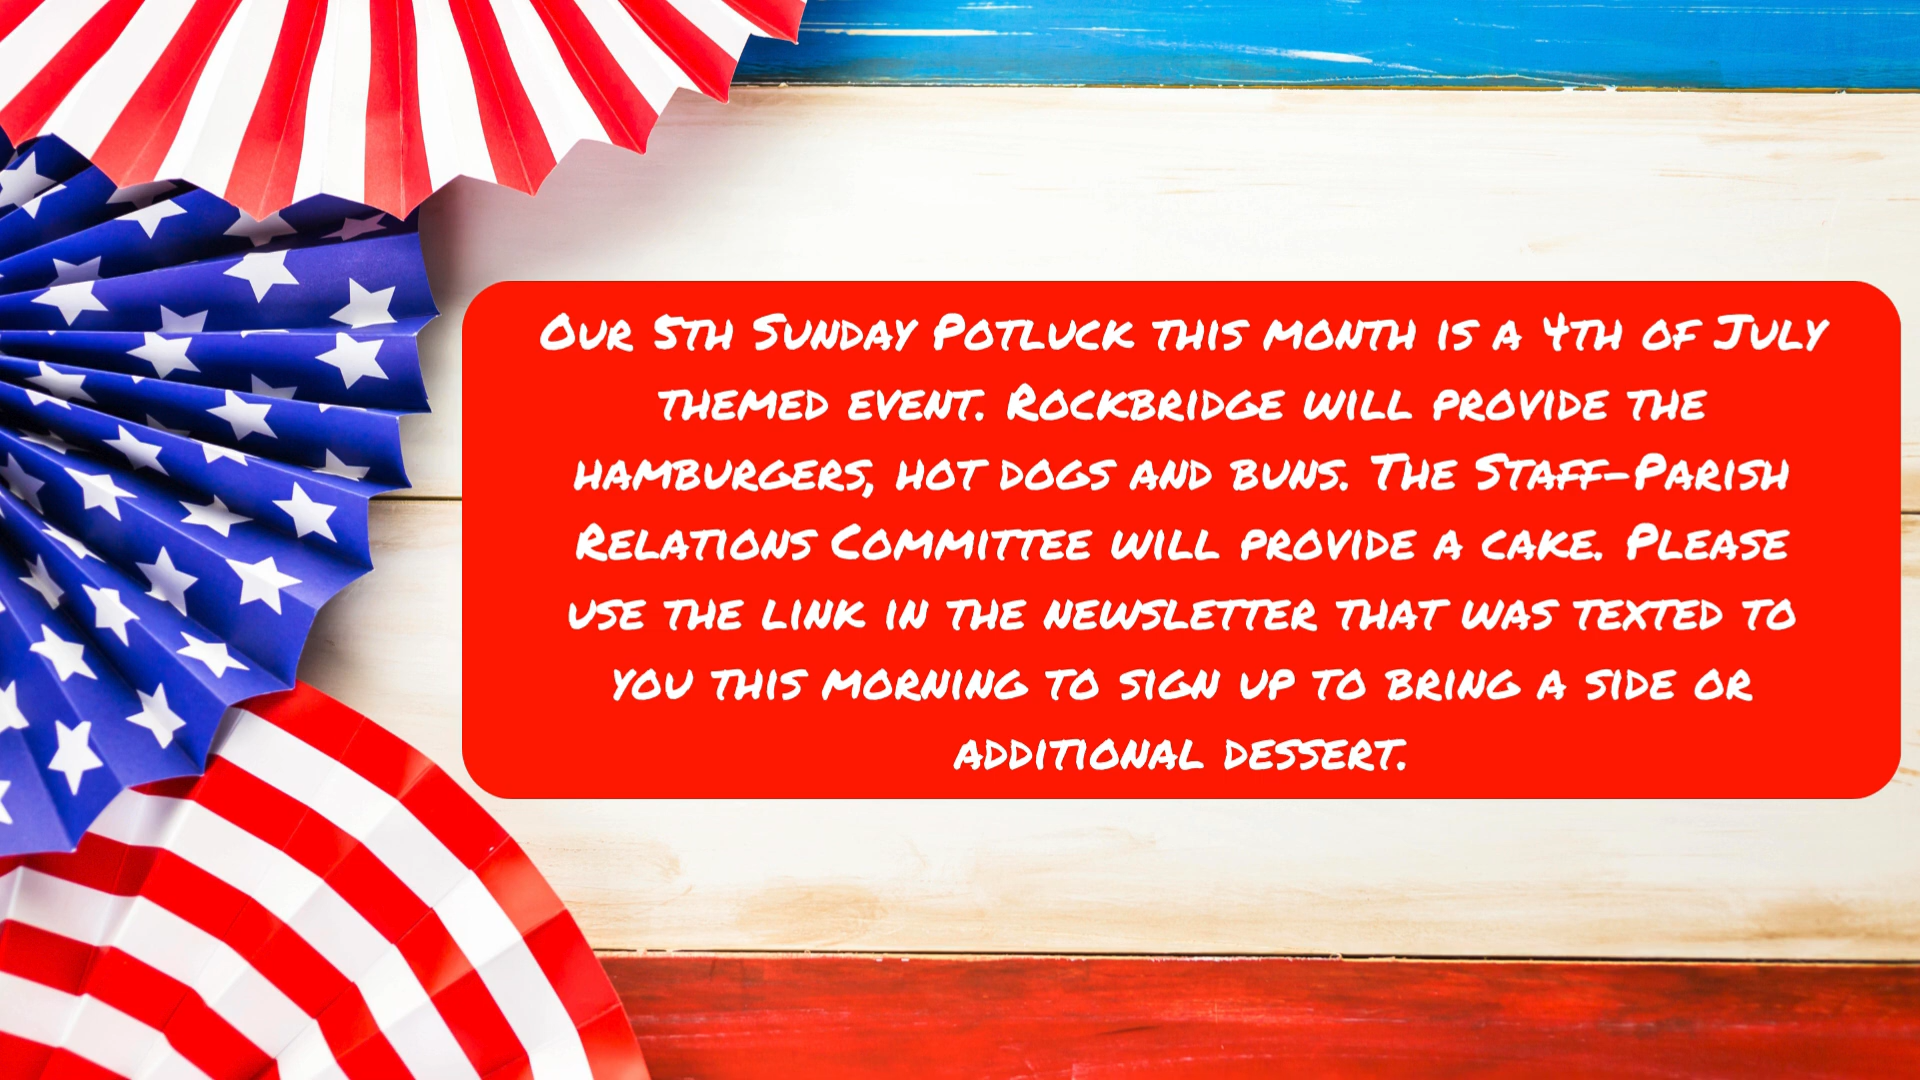 Our 5th Sunday Potluck this month is a 4th of July
themed event. Rockbridge will provide the
hamburgers, hot dogs and buns. The Staff-Parish
Relations Committee will provide a cake. Please
use the link in the newsletter that was texted to
you this morning to sign up to bring a side or
additional dessert.